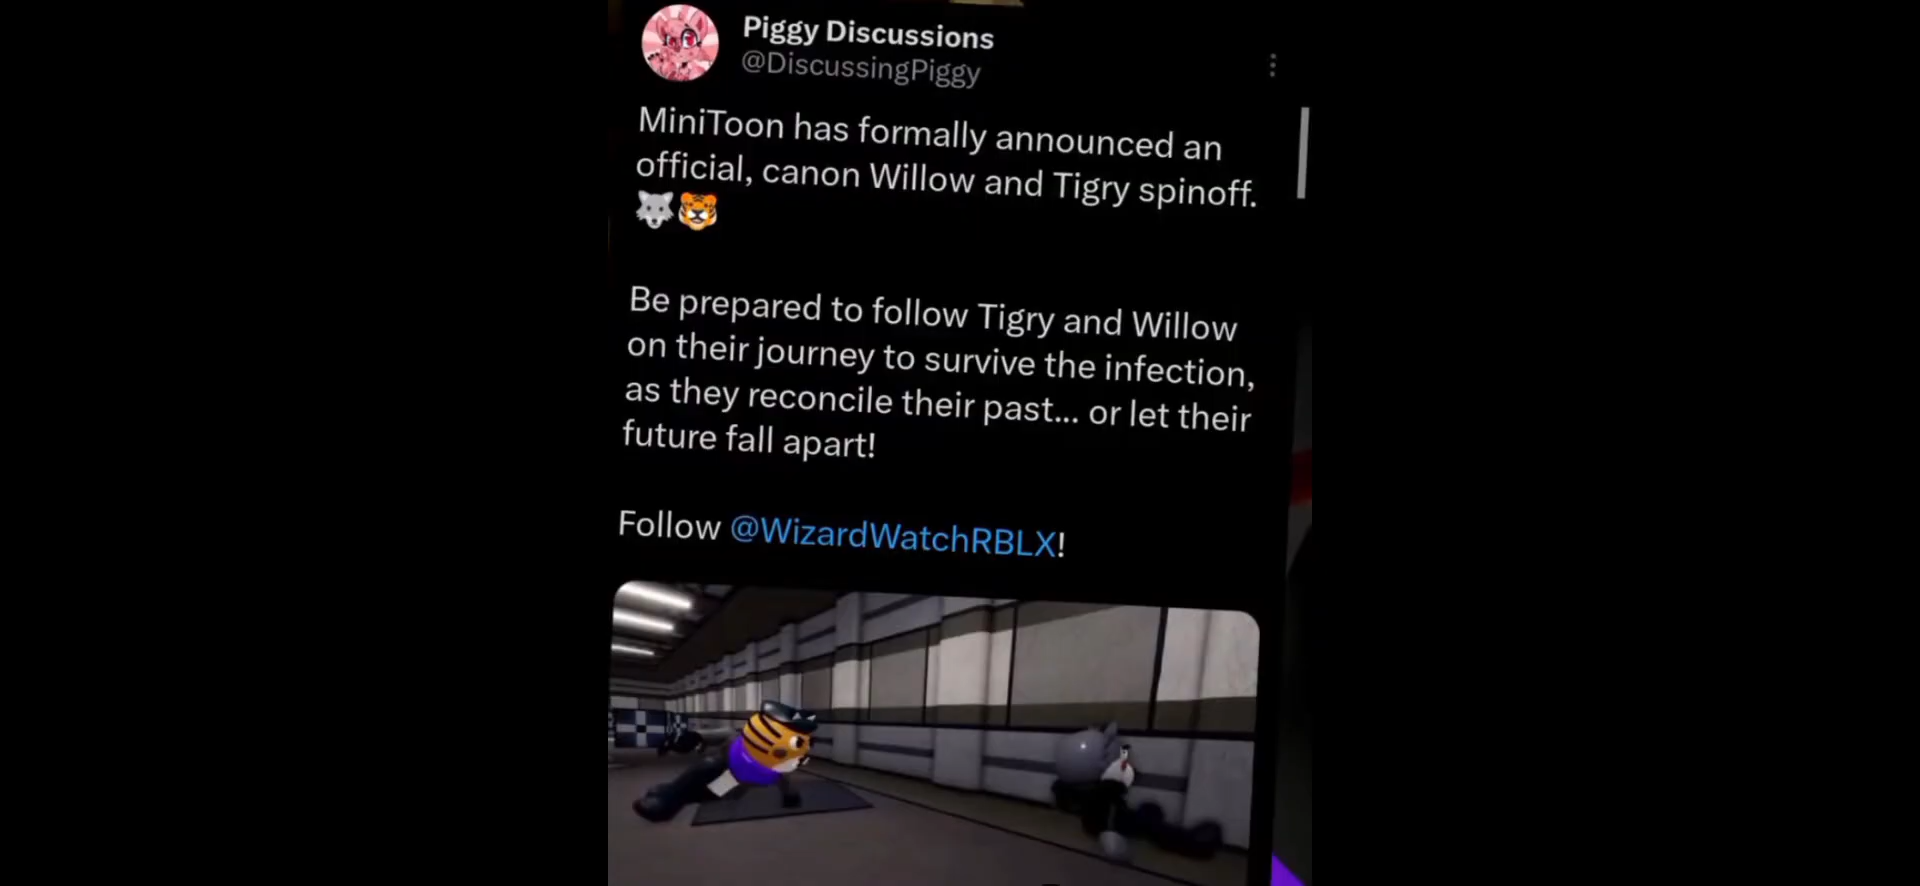 Piggy Discussions
@DiscussingPiggy
MiniToon has formally announced an
official, canon Willow and Tigry spinoff.
🐺🐯
Be prepared to follow Tigry and Willow
on their journey to survive the infection,
as they reconcile their past... or let their
future fall apart!
Follow @WizardWatchRBLX!